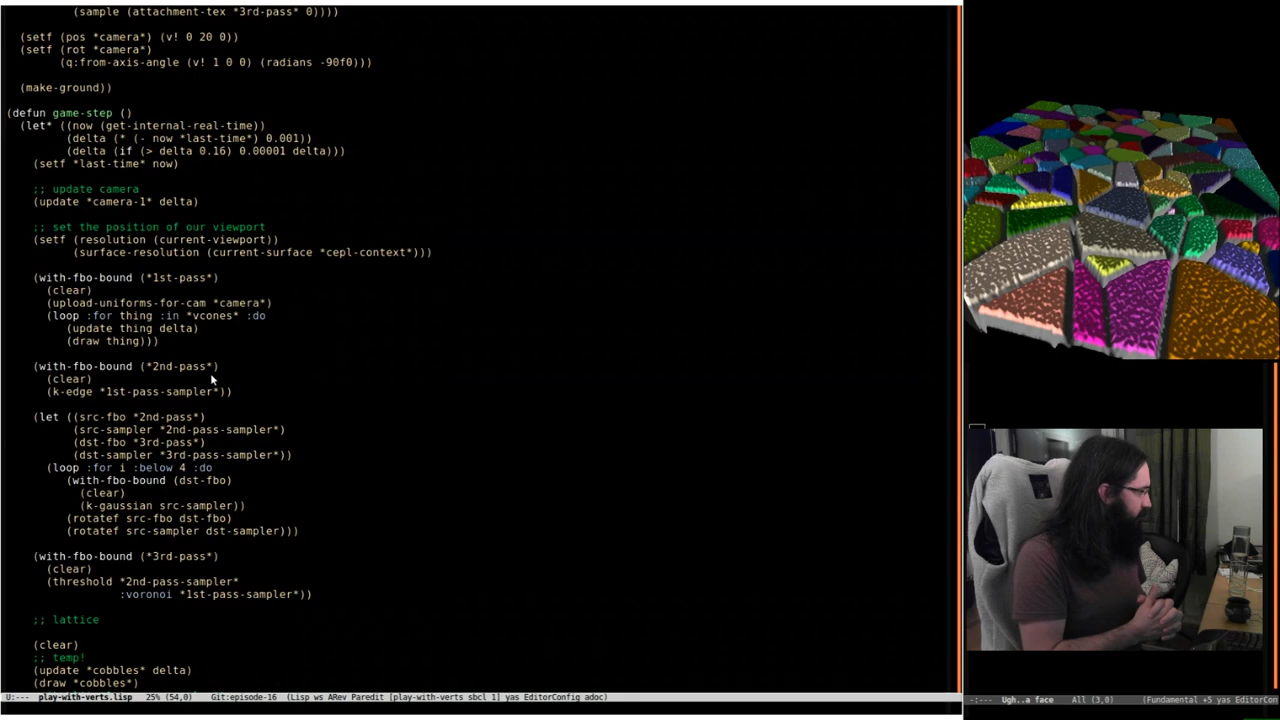 (sample (attachment-tex *3rd-pass* 0))))
(setf (pos *camera*) (v! 0 20 0))
(setf (rot *camera*)
(q:from-axis-angle (v! 1 0 0) (radians -90f0)))
(make-ground))
(defun game-step ()
(let* ((now (get-internal-real-time))
(delta (* (- now *last-time*) 0.001))
(delta (if (> delta 0.16) 0.00001 delta)))
(setf *last-time* now)
;; update camera
(update *camera-1* delta)
;; set the position of our viewport
(setf (resolution (current-viewport))
(surface-resolution (current-surface *cepl-context*)))
(with-fbo-bound (*1st-pass*)
(clear)
(upload-uniforms-for-cam *camera*)
(loop :for thing :in *vcones* :do
(update thing delta)
(draw thing)))
(with-fbo-bound (*2nd-pass*)
(clear)
(k-edge *1st-pass-sampler*))
(let ((src-fbo *2nd-pass*)
(src-sampler *2nd-pass-sampler*)
(dst-fbo *3rd-pass*)
(dst-sampler *3rd-pass-sampler*))
(loop :for i :below 4 :do
(with-fbo-bound (dst-fbo)
(clear)
(k-gaussian src-sampler))
(rotatef src-fbo dst-fbo)
(rotatef src-sampler dst-sampler)))
(with-fbo-bound (*3rd-pass*)
(clear)
(threshold *2nd-pass-sampler*
:voronoi *1st-pass-sampler*))
;; lattice
(clear)
;; temp!
(update *cobbles* delta)
(draw *cobbles*)
U:--- play-with-verts.lisp 25% (54,0) Git:episode-16 (Lisp ws ARev Paredit [play-with-verts sbcl 1] yas EditorConfig adoc)
-:--- Ugh..a face All (3,0) (Fundamental +5 yas EditorCon